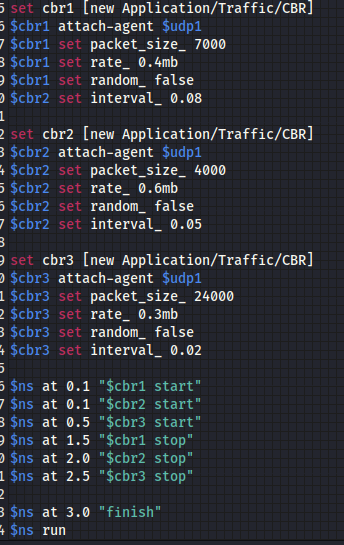 5 set cbr1 [new Application/Traffic/CBR]
6 $cbr1 attach-agent $udp1
7 $cbr1 set packet_size_ 7000
8 $cbr1 set rate_ 0.4mb
9 $cbr1 set random_ false
0 $cbr2 set interval_ 0.08
1
2 set cbr2 [new Application/Traffic/CBR]
3 $cbr2 attach-agent $udp1
4 $cbr2 set packet_size_ 4000
5 $cbr2 set rate_ 0.6mb
6 $cbr2 set random_ false
7 $cbr2 set interval_ 0.05
8
9 set cbr3 [new Application/Traffic/CBR]
0 $cbr3 attach-agent $udp1
1 $cbr3 set packet_size_ 24000
2 $cbr3 set rate_ 0.3mb
3 $cbr3 set random_ false
4 $cbr3 set interval_ 0.02
5
6 $ns at 0.1 "$cbr1 start"
7 $ns at 0.1 "$cbr2 start"
8 $ns at 0.5 "$cbr3 start"
9 $ns at 1.5 "$cbr1 stop"
0 $ns at 2.0 "$cbr2 stop"
1 $ns at 2.5 "$cbr3 stop"
2
3 $ns at 3.0 "finish"
4 $ns run